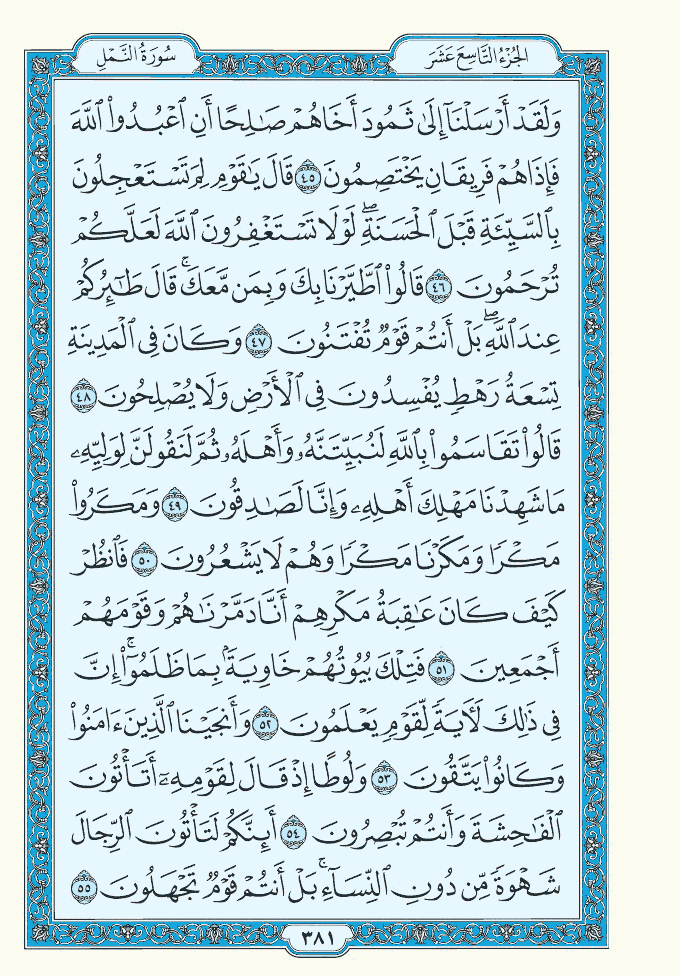 الجُزْءُ التَّاسِعَ عَشَرَ
سُورَةُ النَّمْلِ
وَلَقَدْ أَرْسَلْنَآ إِلَىٰ ثَمُودَ أَخَاهُمْ صَٰلِحًا أَنِ ٱعْبُدُواْ ٱللَّهَ
فَإِذَا هُمْ فَرِيقَانِ يَخْتَصِمُونَ ٤٥ قَالَ يَٰقَوْمِ لِمَ تَسْتَعْجِلُونَ
بِٱلسَّيِّئَةِ قَبْلَ ٱلْحَسَنَةِۖ لَوْلَا تَسْتَغْفِرُونَ ٱللَّهَ لَعَلَّكُمْ
تُرْحَمُونَ ٤٦ قَالُواْ ٱطَّيَّرْنَا بِكَ وَبِمَن مَّعَكَۚ قَالَ طَٰٓئِرُكُمْ
عِندَ ٱللَّهِۖ بَلْ أَنتُمْ قَوْمٌ تُفْتَنُونَ ٤٧ وَكَانَ فِى ٱلْمَدِينَةِ
تِسْعَةُ رَهْطٍ يُفْسِدُونَ فِى ٱلْأَرْضِ وَلَا يُصْلِحُونَ ٤٨
قَالُواْ تَقَاسَمُواْ بِٱللَّهِ لَنُبَيِّتَنَّهُۥ وَأَهْلَهُۥ ثُمَّ لَنَقُولَنَّ لِوَلِيِّهِۦ
مَا شَهِدْنَا مَهْلِكَ أَهْلِهِۦ وَإِنَّا لَصَٰدِقُونَ ٤٩ وَمَكَرُواْ
مَكْرًا وَمَكَرْنَا مَكْرًا وَهُمْ لَا يَشْعُرُونَ ٥٠ فَٱنظُرْ
كَيْفَ كَانَ عَٰقِبَةُ مَكْرِهِمْ أَنَّا دَمَّرْنَٰهُمْ وَقَوْمَهُمْ
أَجْمَعِينَ ٥١ فَتِلْكَ بُيُوتُهُمْ خَاوِيَةًۢ بِمَا ظَلَمُوٓاْۚ إِنَّ
فِى ذَٰلِكَ لَأٓيَةً لِّقَوْمٍ يَعْلَمُونَ ٥٢ وَأَنجَيْنَا ٱلَّذِينَ ءَامَنُواْ
وَكَانُواْ يَتَّقُونَ ٥٣ وَلُوطًا إِذْ قَالَ لِقَوْمِهِۦٓ أَتَأْتُونَ
ٱلْفَٰحِشَةَ وَأَنتُمْ تُبْصِرُونَ ٥٤ أَئِنَّكُمْ لَتَأْتُونَ ٱلرِّجَالَ
شَهْوَةً مِّن دُونِ ٱلنِّسَآءِۚ بَلْ أَنتُمْ قَوْمٌ تَجْهَلُونَ ٥٥
٣٨١